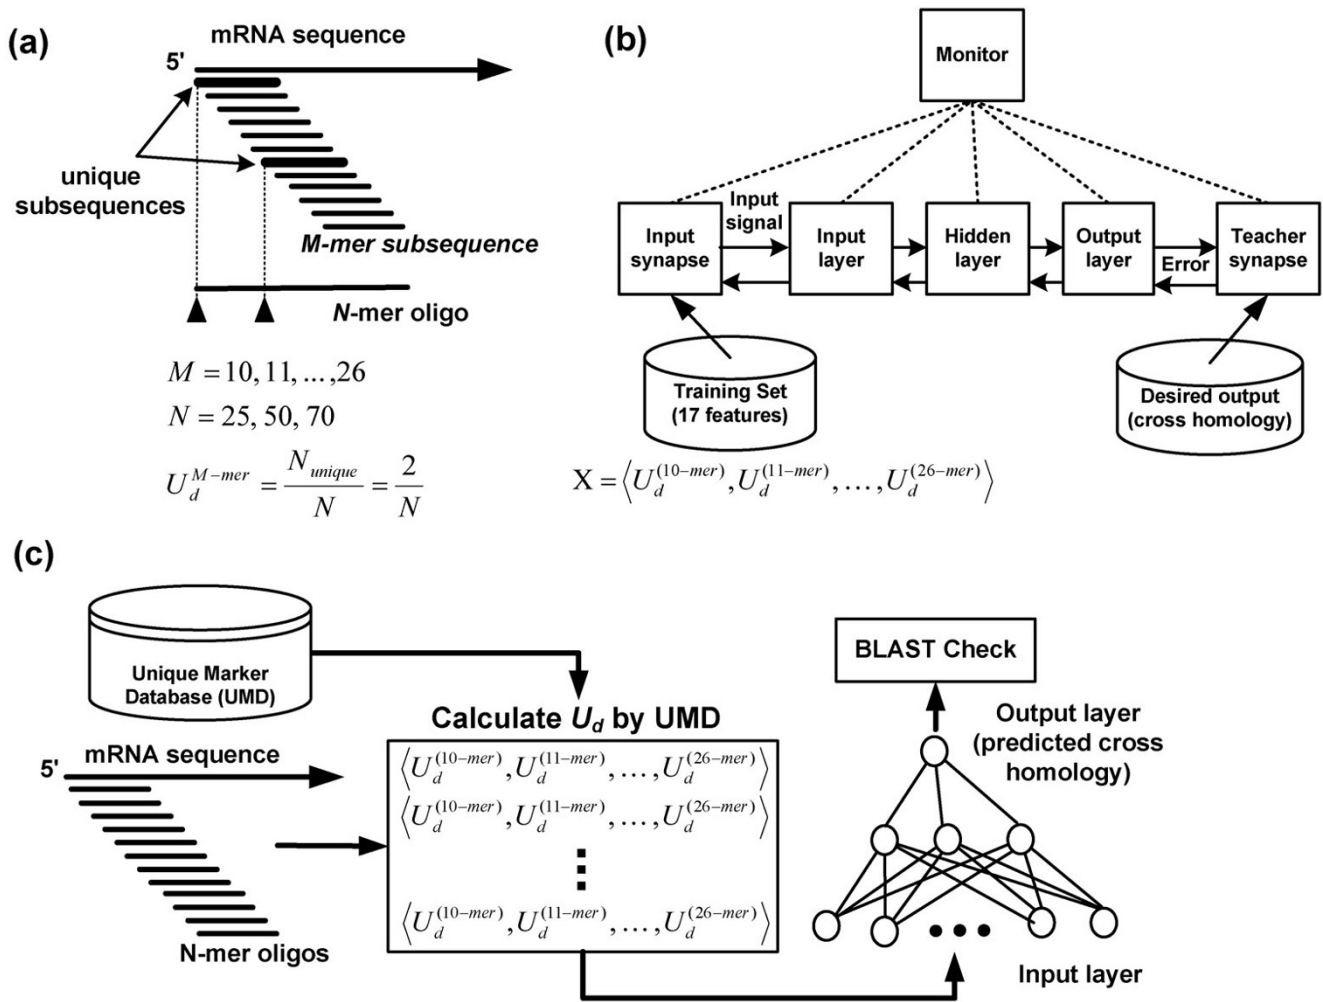 (a)
mRNA sequence
5'
unique
subsequences
M-mer subsequence
N-mer oligo
M = 10, 11, ..., 26
N = 25, 50, 70
U_d^{M-mer} = N_{unique}/N = 2/N
(b)
Monitor
Input
signal
Input
synapse
Input
layer
Hidden
layer
Output
layer
Error
Teacher
synapse
Training Set
(17 features)
Desired output
(cross homology)
X = ⟨U_d^{(10-mer)}, U_d^{(11-mer)}, ..., U_d^{(26-mer)}⟩
(c)
Unique Marker
Database (UMD)
mRNA sequence
5'
N-mer oligos
Calculate U_d by UMD
⟨U_d^{(10-mer)}, U_d^{(11-mer)}, ..., U_d^{(26-mer)}⟩
⟨U_d^{(10-mer)}, U_d^{(11-mer)}, ..., U_d^{(26-mer)}⟩
⟨U_d^{(10-mer)}, U_d^{(11-mer)}, ..., U_d^{(26-mer)}⟩
BLAST Check
Output layer
(predicted cross
homology)
Input layer